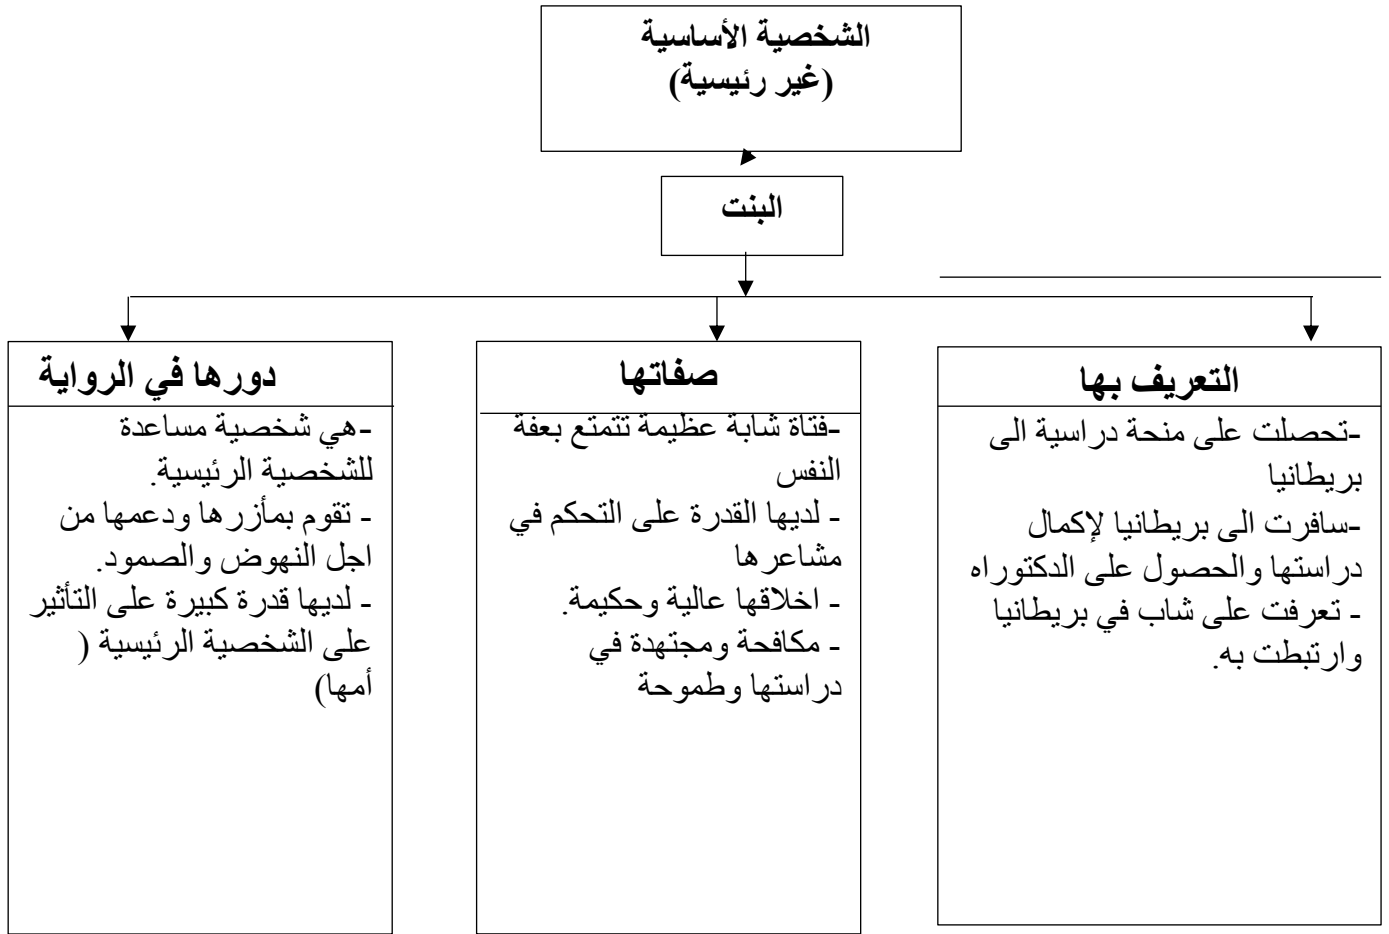 الشخصية الأساسية
(غير رئيسية)
البنت
التعريف بها
-تحصلت على منحة دراسية الى
بريطانيا
-سافرت الى بريطانيا لإكمال
دراستها والحصول على الدكتوراه
- تعرفت على شاب في بريطانيا
وارتبطت به.
صفاتها
-فتاة شابة عظيمة تتمتع بعفة
النفس
- لديها القدرة على التحكم في
مشاعرها
- اخلاقها عالية وحكيمة.
- مكافحة ومجتهدة في
دراستها وطموحة
دورها في الرواية
-هي شخصية مساعدة
للشخصية الرئيسية.
- تقوم بمأزرها ودعمها من
اجل النهوض والصمود.
- لديها قدرة كبيرة على التأثير
على الشخصية الرئيسية (
أمها)